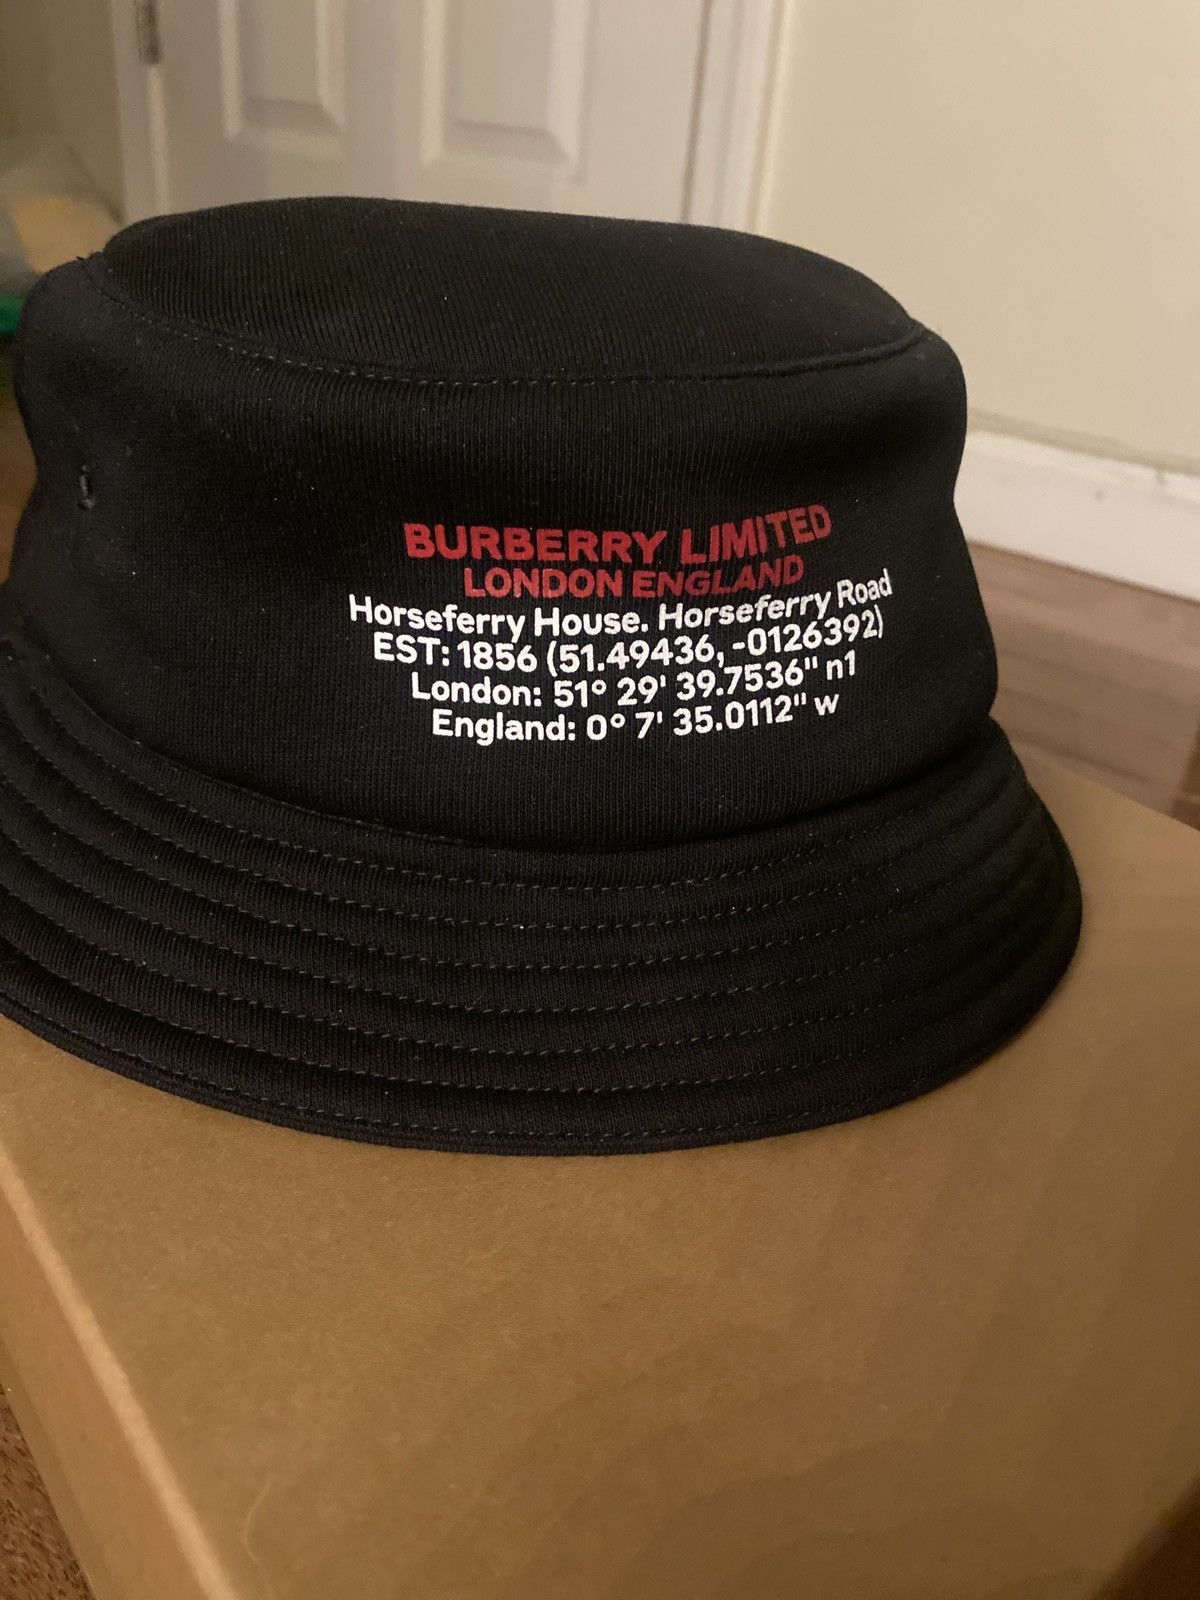 BURBERRY LIMITED
LONDON ENGLAND
Horseferry House. Horseferry Road
EST: 1856 (51.49436, -0126392)
London: 51° 29' 39.7536" n1
England: 0° 7' 35.0112" w